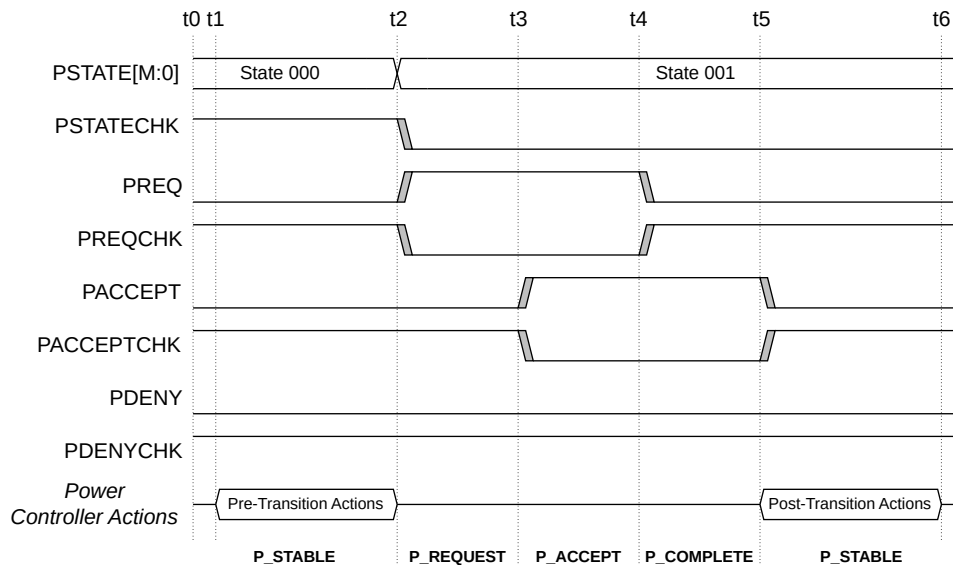 t0 t1 t2 t3 t4 t5 t6
PSTATE[M:0] State 000 State 001
PSTATECHK
PREQ
PREQCHK
PACCEPT
PACCEPTCHK
PDENY
PDENYCHK
Power
Controller Actions Pre-Transition Actions Post-Transition Actions
P_STABLE P_REQUEST P_ACCEPT P_COMPLETE P_STABLE